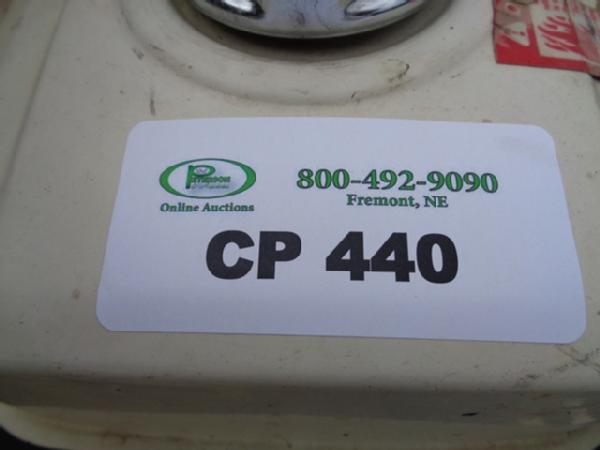 Online Auctions
800-492-9090
Fremont, NE
CP 440